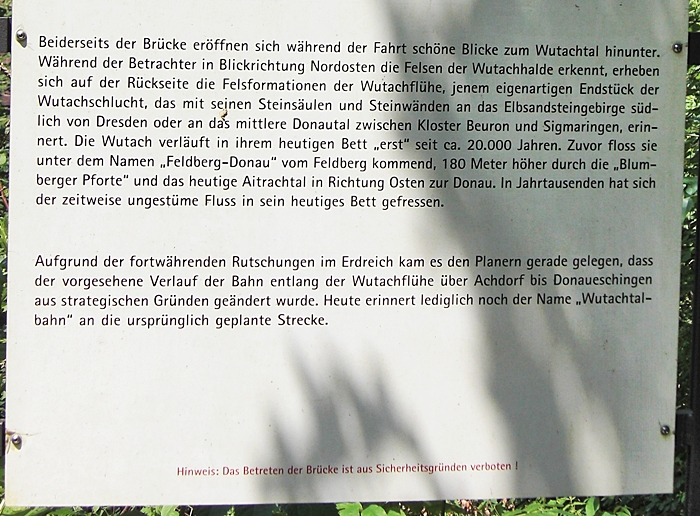 Beiderseits der Brücke eröffnen sich während der Fahrt schöne Blicke zum Wutachtal hinunter.
Während der Betrachter in Blickrichtung Nordosten die Felsen der Wutachhalde erkennt, erheben
sich auf der Rückseite die Felsformationen der Wutachflühe, jenem eigenartigen Endstück der
Wutachschlucht, das mit seinen Steinsäulen und Steinwänden an das Elbsandsteingebirge süd-
lich von Dresden oder an das mittlere Donautal zwischen Kloster Beuron und Sigmaringen, erin-
nert. Die Wutach verläuft in ihrem heutigen Bett „erst“ seit ca. 20.000 Jahren. Zuvor floss sie
unter dem Namen „Feldberg-Donau“ vom Feldberg kommend, 180 Meter höher durch die „Blum-
berger Pforte“ und das heutige Aitrachtal in Richtung Osten zur Donau. In Jahrtausenden hat sich
der zeitweise ungestüme Fluss in sein heutiges Bett gefressen.
Aufgrund der fortwährenden Rutschungen im Erdreich kam es den Planern gerade gelegen, dass
der vorgesehene Verlauf der Bahn entlang der Wutachflühe über Achdorf bis Donaueschingen
aus strategischen Gründen geändert wurde. Heute erinnert lediglich noch der Name „Wutachtal-
bahn“ an die ursprünglich geplante Strecke.
Hinweis: Das Betreten der Brücke ist aus Sicherheitsgründen verboten !